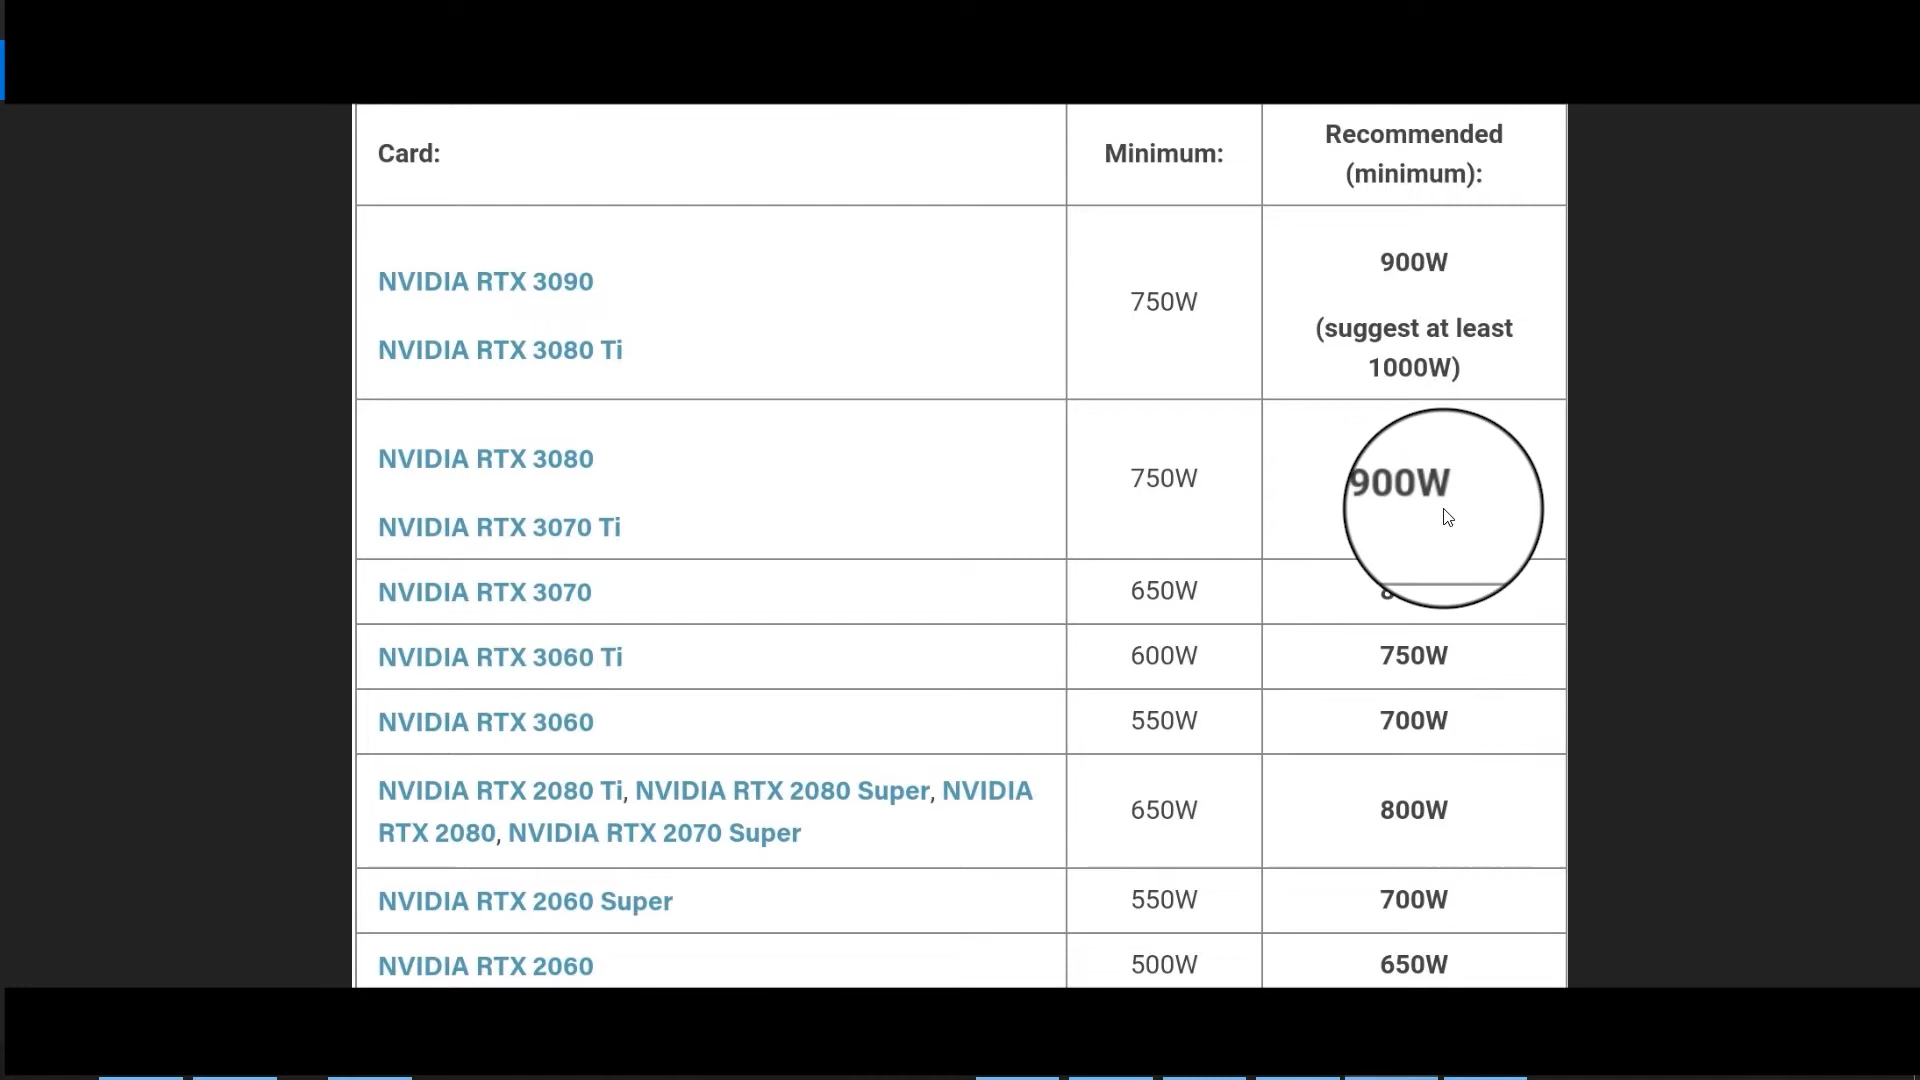 Card:
Minimum:
Recommended
(minimum):
NVIDIA RTX 3090
NVIDIA RTX 3080 Ti
750W
900W
(suggest at least
1000W)
NVIDIA RTX 3080
NVIDIA RTX 3070 Ti
750W
900W
NVIDIA RTX 3070
650W
NVIDIA RTX 3060 Ti
600W
750W
NVIDIA RTX 3060
550W
700W
NVIDIA RTX 2080 Ti, NVIDIA RTX 2080 Super, NVIDIA
RTX 2080, NVIDIA RTX 2070 Super
650W
800W
NVIDIA RTX 2060 Super
550W
700W
NVIDIA RTX 2060
500W
650W